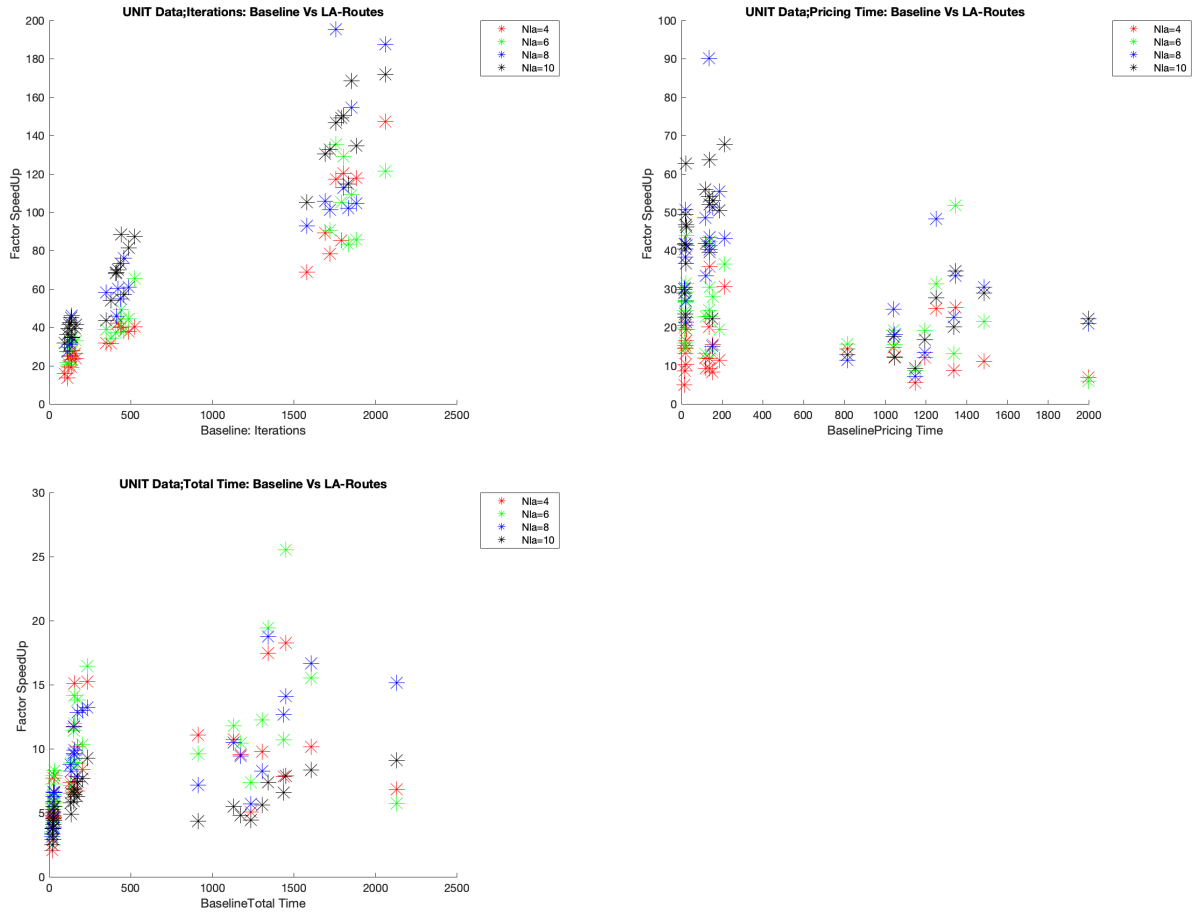 UNIT Data;Iterations: Baseline Vs LA-Routes
200
180
160
140
120
100
80
60
40
20
0
Factor SpeedUp
0 500 1000 1500 2000 2500
Baseline: Iterations
Nla=4
Nla=6
Nla=8
Nla=10
UNIT Data;Pricing Time: Baseline Vs LA-Routes
100
90
80
70
60
50
40
30
20
10
0
Factor SpeedUp
0 200 400 600 800 1000 1200 1400 1600 1800 2000
BaselinePricing Time
Nla=4
Nla=6
Nla=8
Nla=10
UNIT Data;Total Time: Baseline Vs LA-Routes
30
25
20
15
10
5
0
Factor SpeedUp
0 500 1000 1500 2000 2500
BaselineTotal Time
Nla=4
Nla=6
Nla=8
Nla=10